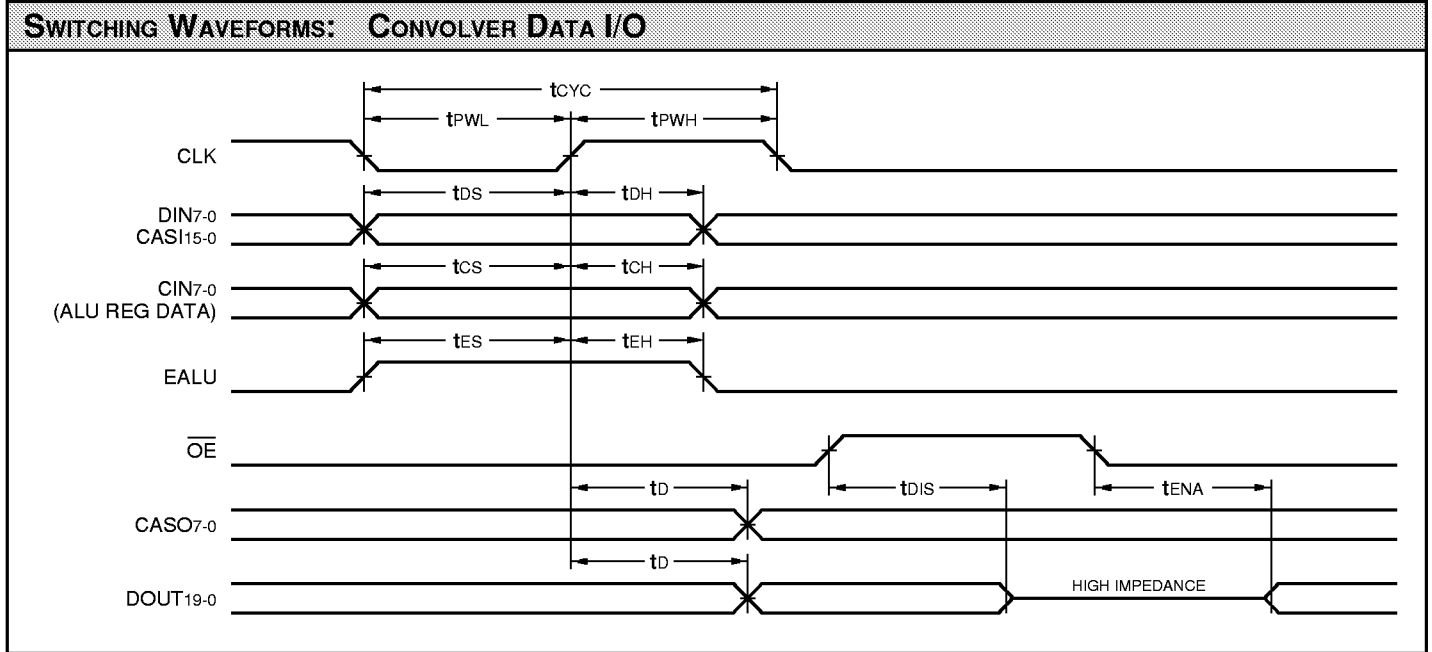 SWITCHING WAVEFORMS: CONVOLVER DATA I/O
tCYC
tPWL tPWH
CLK
tDS tDH
DIN7-0
CASI15-0
tCS tCH
CIN7-0
(ALU REG DATA)
tES tEH
EALU
OE
tD tDIS tENA
CASO7-0
tD
HIGH IMPEDANCE
DOUT19-0